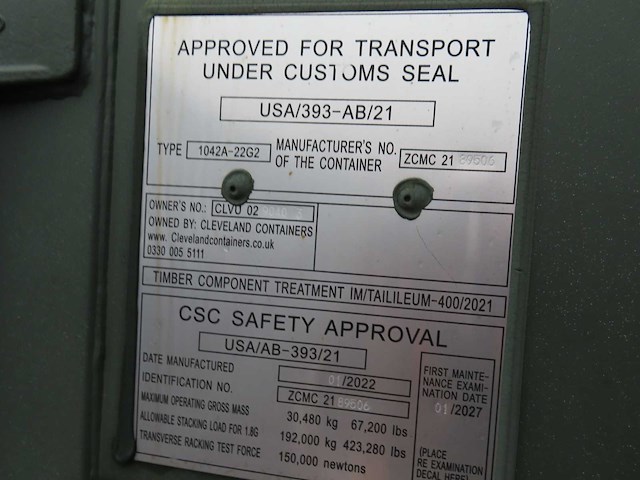 APPROVED FOR TRANSPORT
UNDER CUSTOMS SEAL
USA/393-AB/21
TYPE 1042A-22G2 MANUFACTURER'S NO. OF THE CONTAINER ZCMC 21 89606
OWNER'S NO.: CLVU 02
OWNED BY: CLEVELAND CONTAINERS
www. Clevelandcontainers.co.uk
0330 005 5111
TIMBER COMPONENT TREATMENT IM/TAILILEUM-400/2021
CSC SAFETY APPROVAL
USA/AB-393/21
DATE MANUFACTURED 01/2022
IDENTIFICATION NO. ZCMC 21 89606
MAXIMUM OPERATING GROSS MASS 30,480 kg 67,200 lbs
ALLOWABLE STACKING LOAD FOR 1.8G 192,000 kg 423,280 lbs
TRANSVERSE RACKING TEST FORCE 150,000 newtons
FIRST MAINTE-
NANCE EXAMI-
NATION DATE
01/2027
(PLACE
RE EXAMINATION
DECAL HERE)